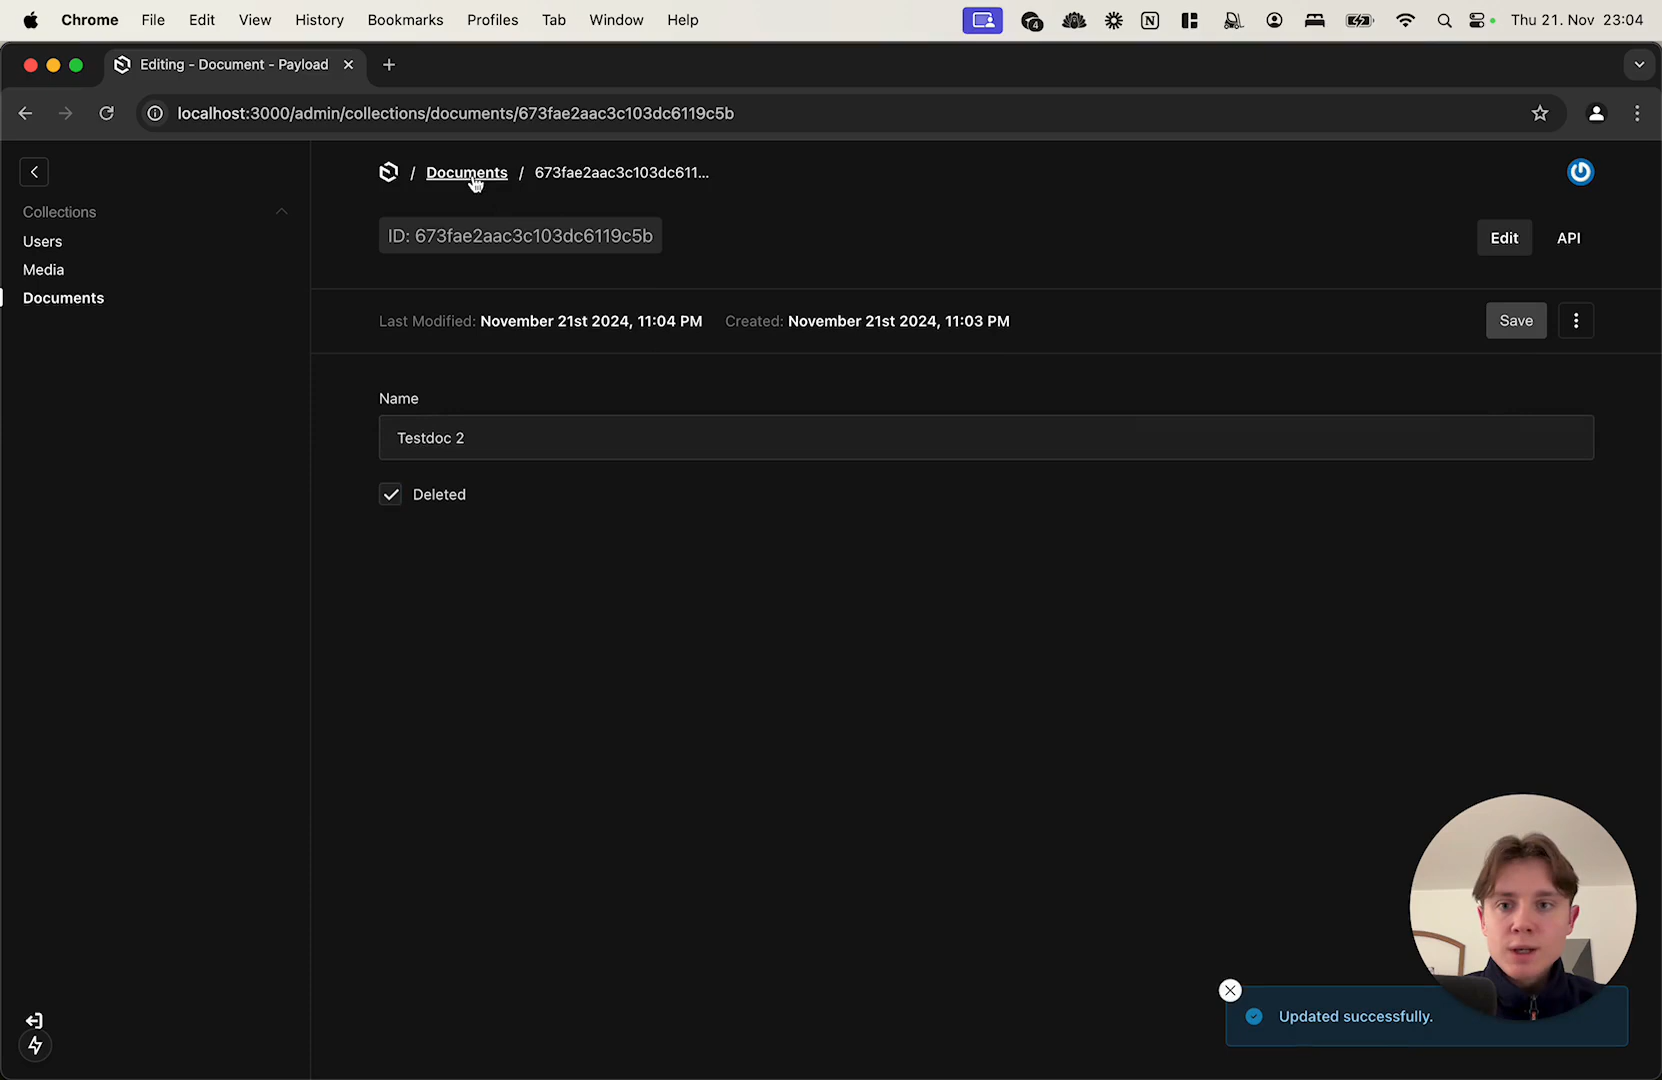 Chrome File Edit View History Bookmarks Profiles Tab Window Help 4 Thu 21. Nov 23:04
Editing - Document - Payload
localhost:3000/admin/collections/documents/673fae2aac3c103dc6119c5b
/ Documents / 673fae2aac3c103dc611...
Collections
Users
Media
Documents
ID: 673fae2aac3c103dc6119c5b
Edit API
Last Modified: November 21st 2024, 11:04 PM Created: November 21st 2024, 11:03 PM
Save
Name
Testdoc 2
Deleted
Updated successfully.